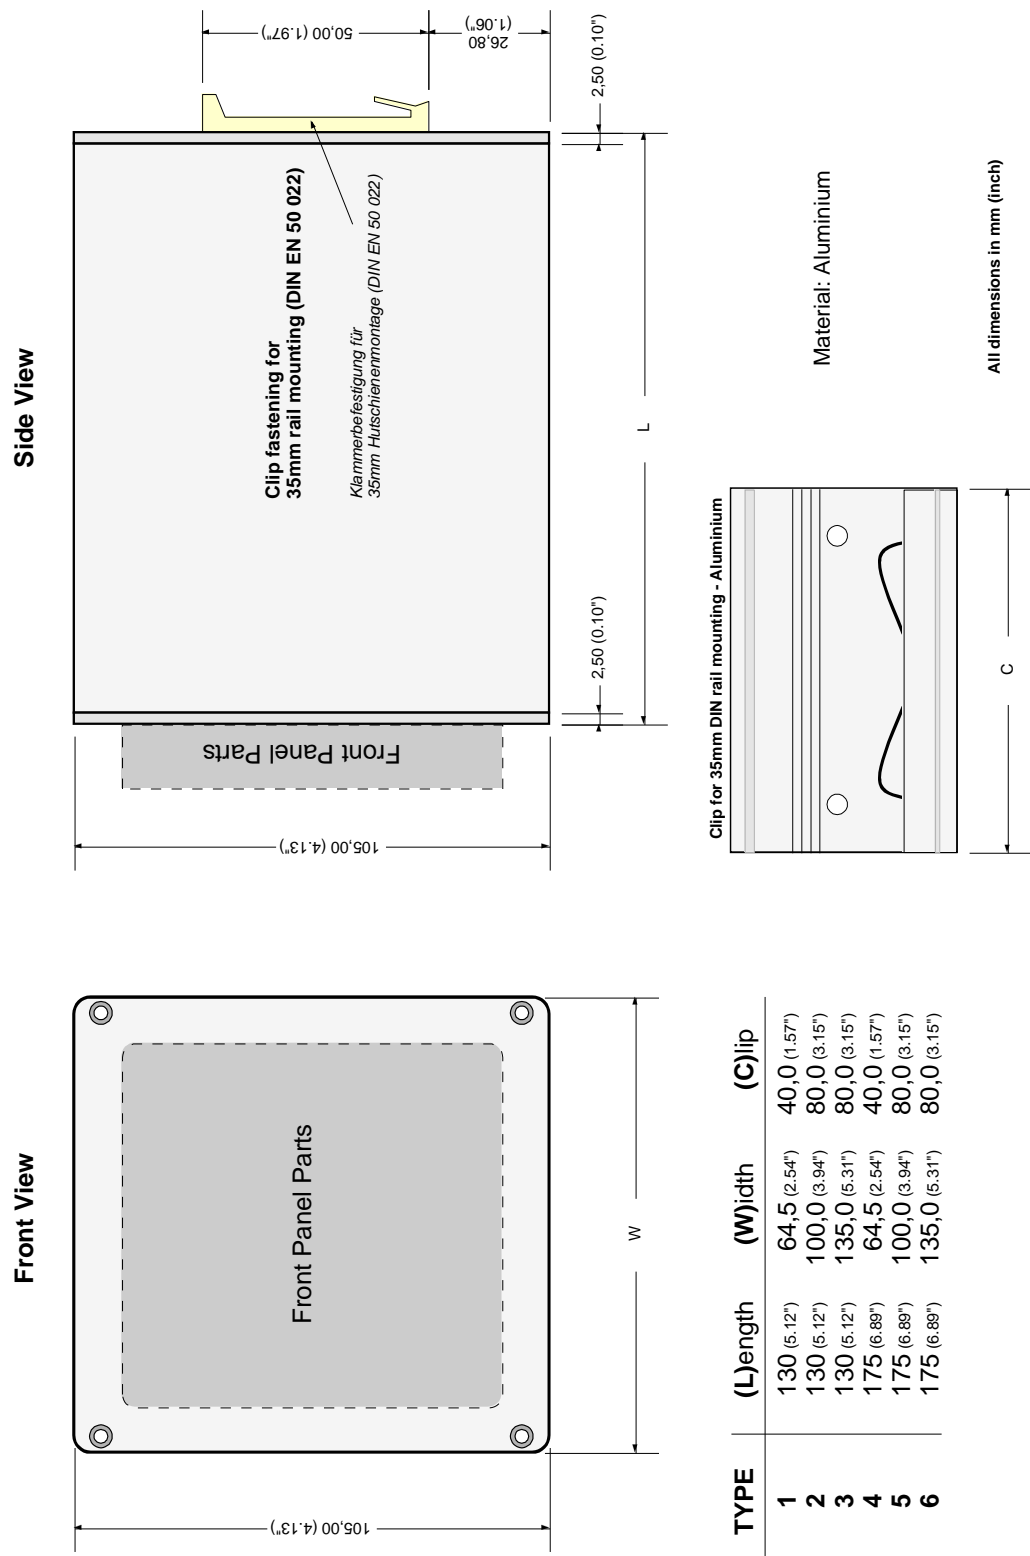 Front View
Side View
105,00 (4.13")
Front Panel Parts
W
105,00 (4.13")
Front Panel Parts
Clip fastening for
35mm rail mounting (DIN EN 50 022)
Klammerbefestigung für
35mm Hutschienenmontage (DIN EN 50 022)
50,00 (1.97")
26,80
(1.06")
2,50 (0.10")
2,50 (0.10")
L
TYPE (L)ength (W)idth (C)lip
1 130 (5.12") 64,5 (2.54") 40,0 (1.57")
2 130 (5.12") 100,0 (3.94") 80,0 (3.15")
3 130 (5.12") 135,0 (5.31") 80,0 (3.15")
4 175 (6.89") 64,5 (2.54") 40,0 (1.57")
5 175 (6.89") 100,0 (3.94") 80,0 (3.15")
6 175 (6.89") 135,0 (5.31") 80,0 (3.15")
Clip for 35mm DIN rail mounting - Aluminium
C
Material: Aluminium
All dimensions in mm (inch)